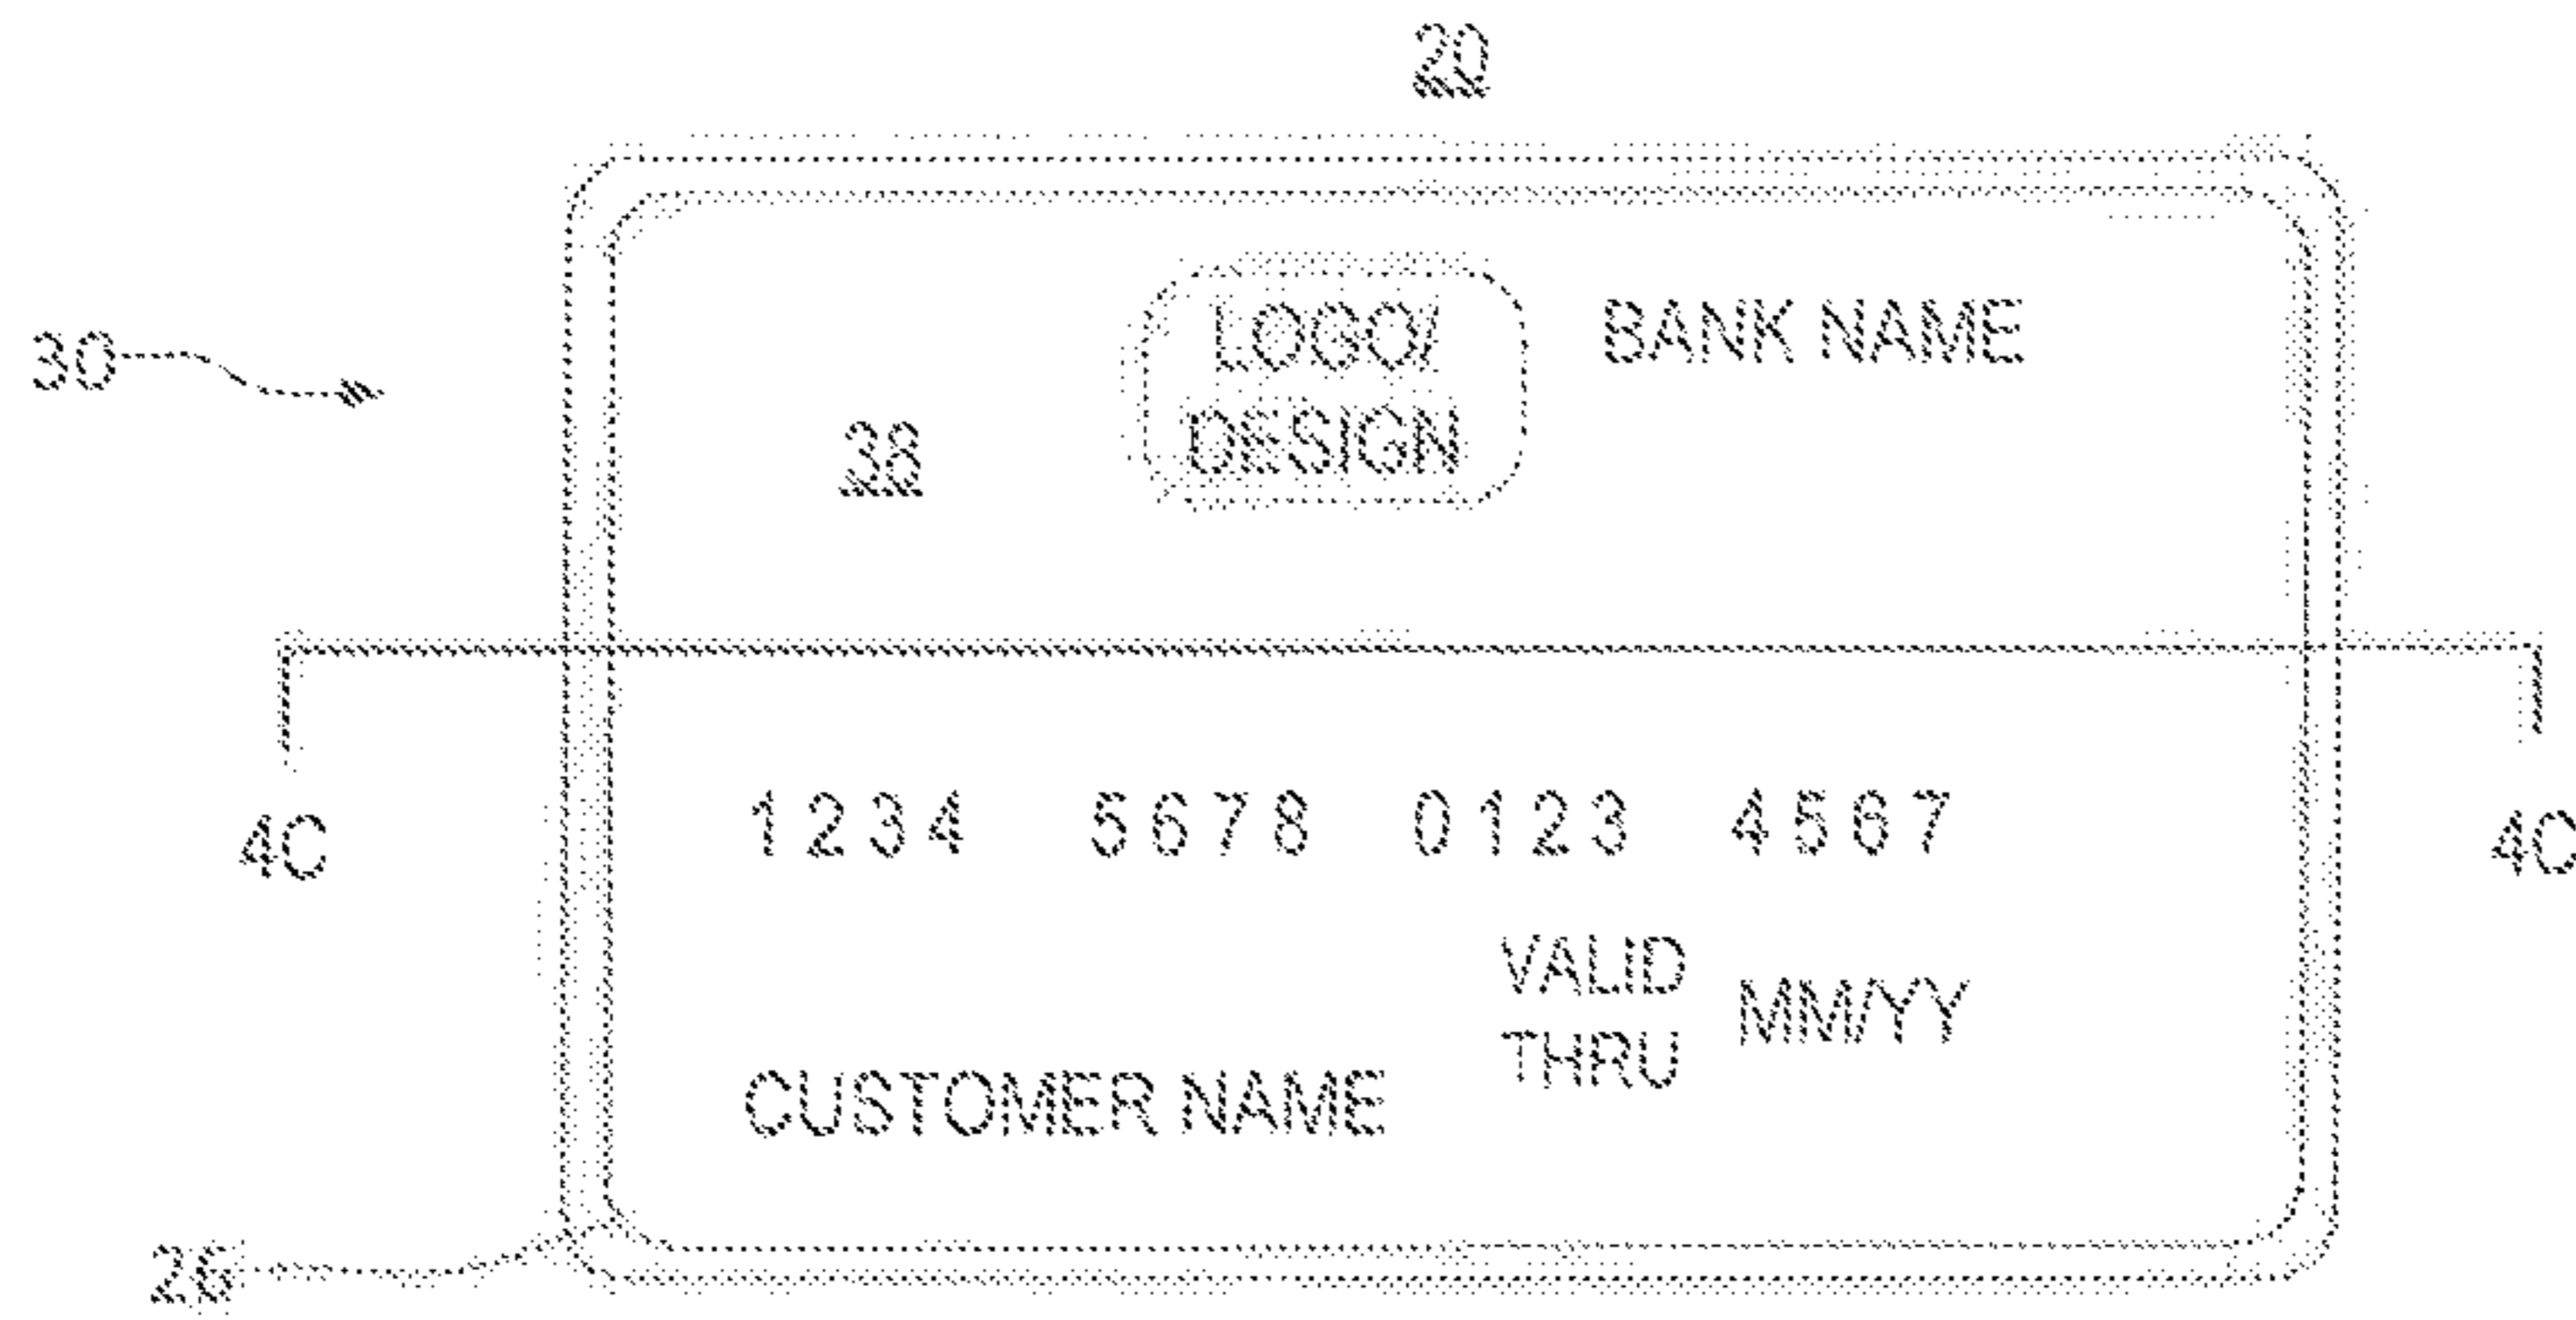 20
LOGO/
DESIGN
BANK NAME
30
38
4C 4C
1234 5678 0123 4567
VALID
THRU
MM/YY
CUSTOMER NAME
26